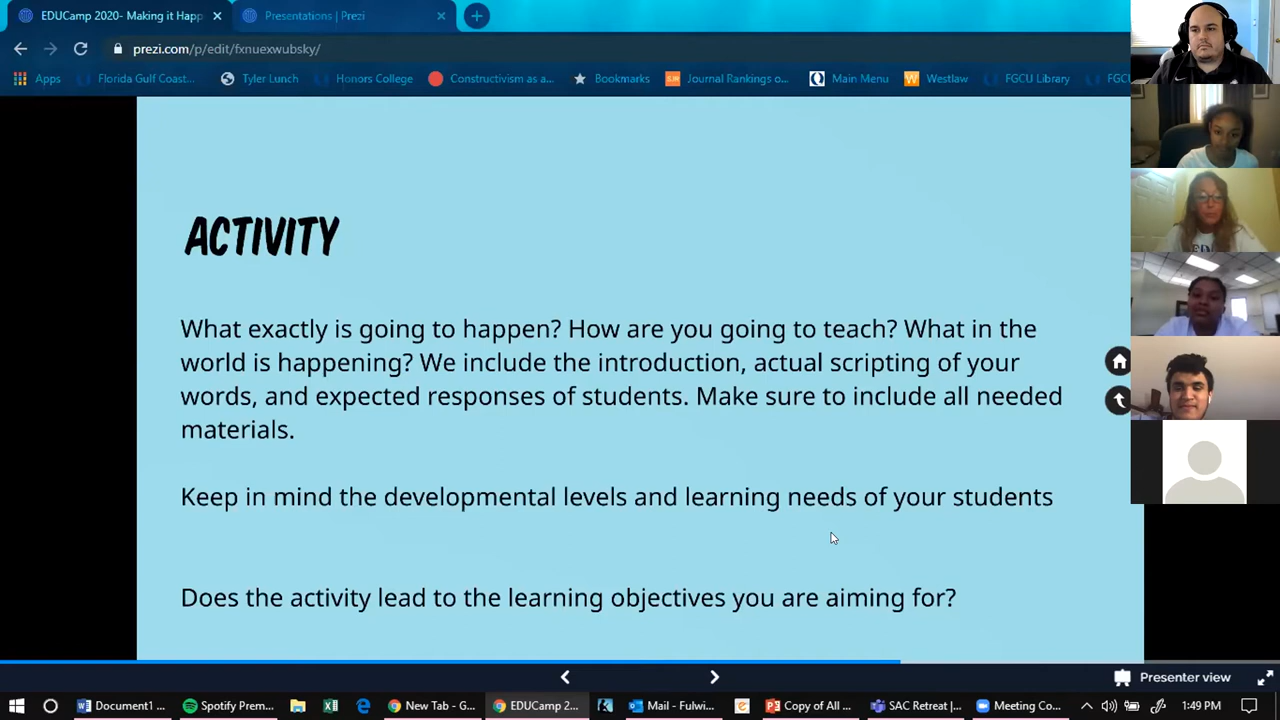 EDUCamp 2020- Making it Happ
Presentations | Prezi
prezi.com/p/edit/fxnuexwubsky/
Apps
Florida Gulf Coast...
Tyler Lunch
Honors College
Constructivism as a...
Bookmarks
Journal Rankings o...
Main Menu
Westlaw
FGCU Library
FGCU
ACTIVITY
What exactly is going to happen? How are you going to teach? What in the
world is happening? We include the introduction, actual scripting of your
words, and expected responses of students. Make sure to include all needed
materials.
Keep in mind the developmental levels and learning needs of your students
Does the activity lead to the learning objectives you are aiming for?
Presenter view
Document1
Spotify Prem...
New Tab - G...
EDUCamp 2...
Mail - Fulwi...
Copy of All ...
SAC Retreat |...
Meeting Co...
1:49 PM